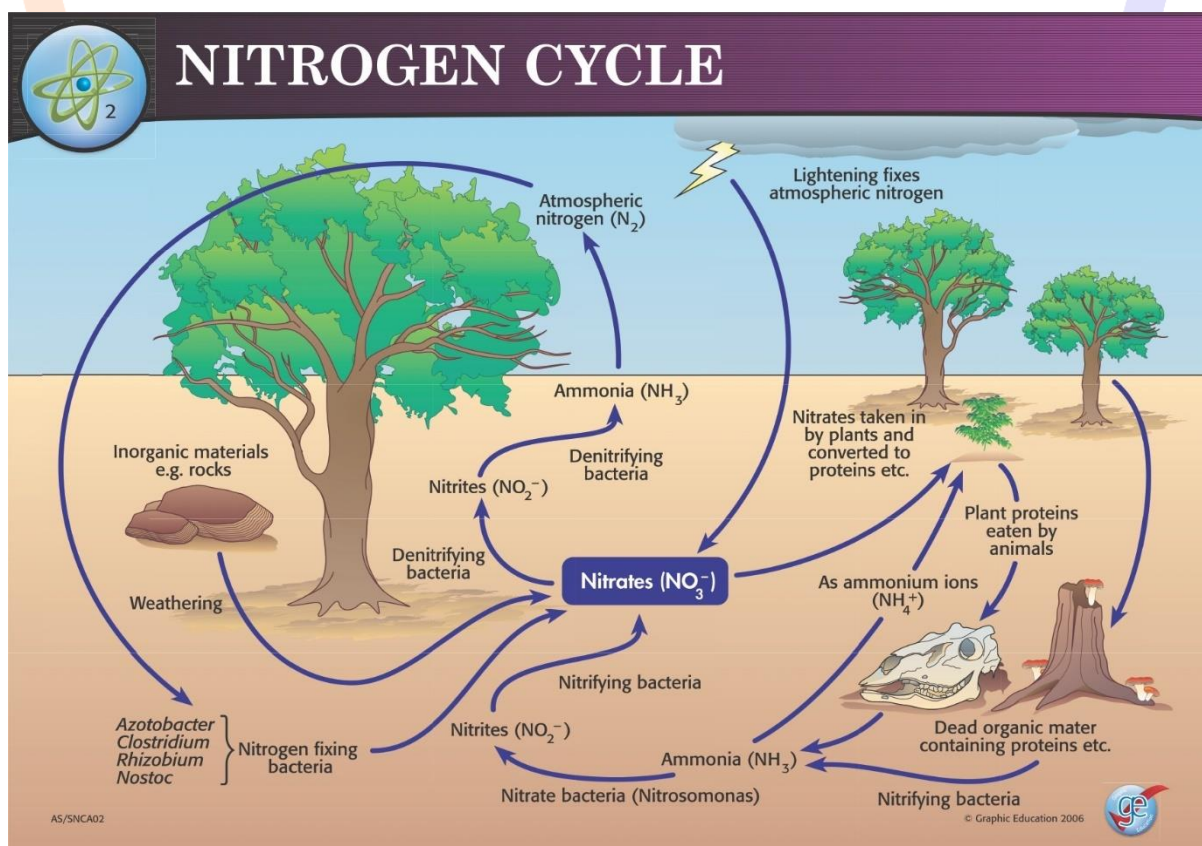 2
NITROGEN CYCLE
Lightening fixes
atmospheric nitrogen
Atmospheric
nitrogen (N₂)
Ammonia (NH₃)
Denitrifying
bacteria
Nitrites (NO₂⁻)
Denitrifying
bacteria
Inorganic materials
e.g. rocks
Weathering
Nitrates (NO₃⁻)
Nitrates taken in
by plants and
converted to
proteins etc.
Plant proteins
eaten by
animals
As ammonium ions
(NH₄⁺)
Nitrifying bacteria
Nitrites (NO₂⁻)
Azotobacter
Clostridium
Rhizobium
Nostoc
Nitrogen fixing
bacteria
Ammonia (NH₃)
Nitrate bacteria (Nitrosomonas)
Dead organic mater
containing proteins etc.
Nitrifying bacteria
AS/SNCA02
© Graphic Education 2006
ge